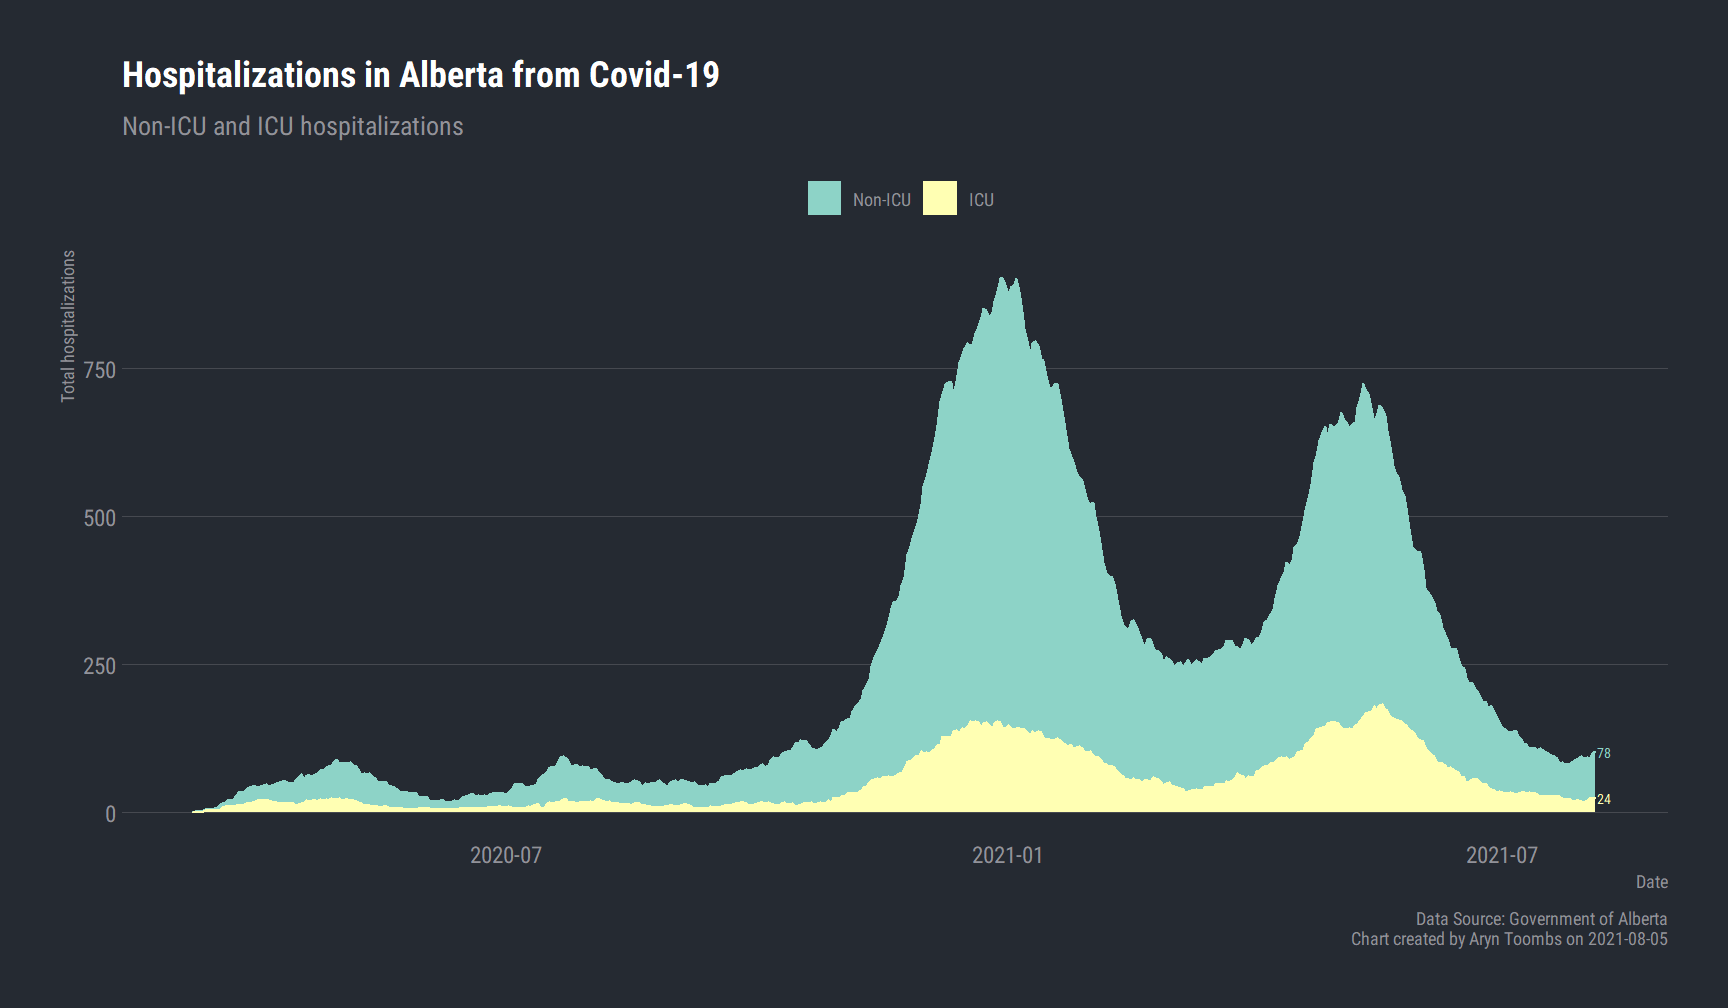 Hospitalizations in Alberta from Covid-19
Non-ICU and ICU hospitalizations
Non-ICU
ICU
Total hospitalizations
750
500
250
0
78
24
2020-07
2021-01
2021-07
Date
Data Source: Government of Alberta
Chart created by Aryn Toombs on 2021-08-05